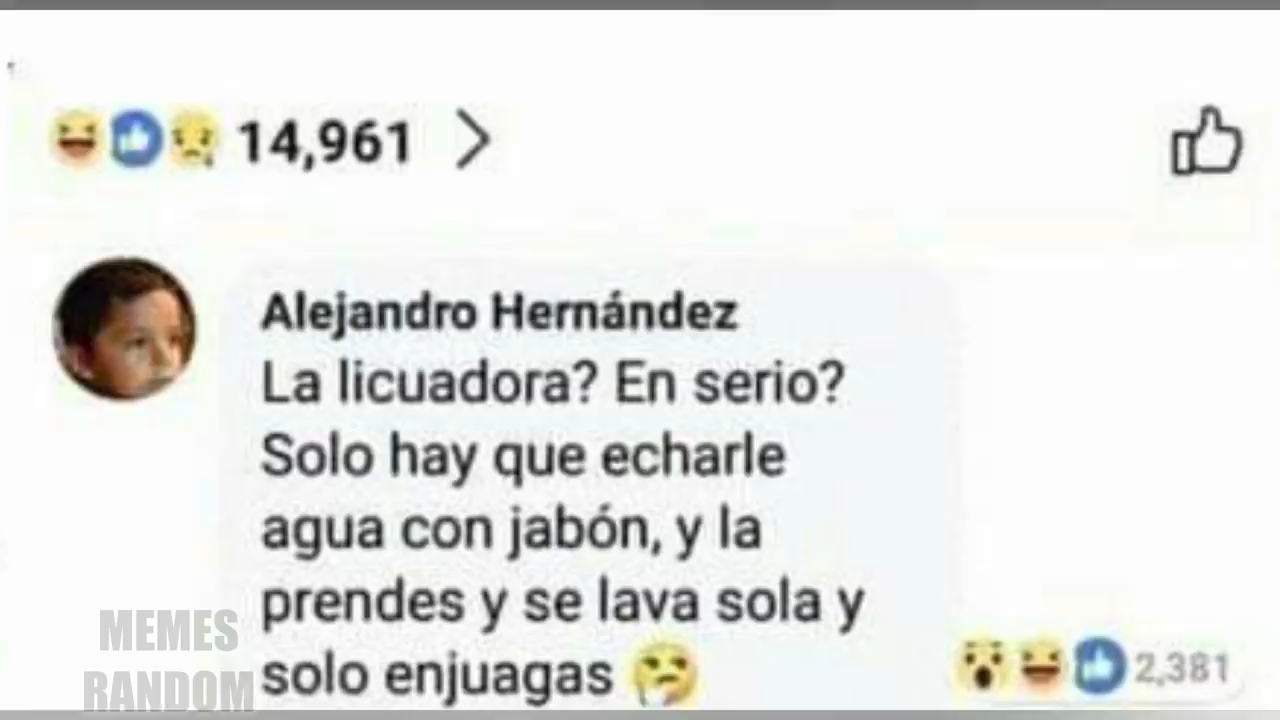 14,961
Alejandro Hernández
La licuadora? En serio?
Solo hay que echarle
agua con jabón, y la
prendes y se lava sola y
solo enjuagas
2,381
MEMES
RANDOM